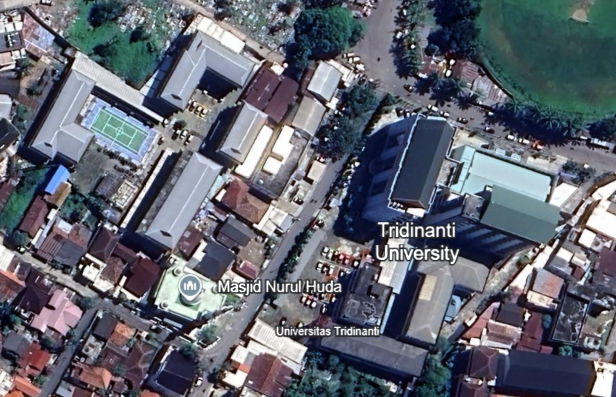 Tridinanti
University
Masjid Nurul Huda
Universitas Tridinanti